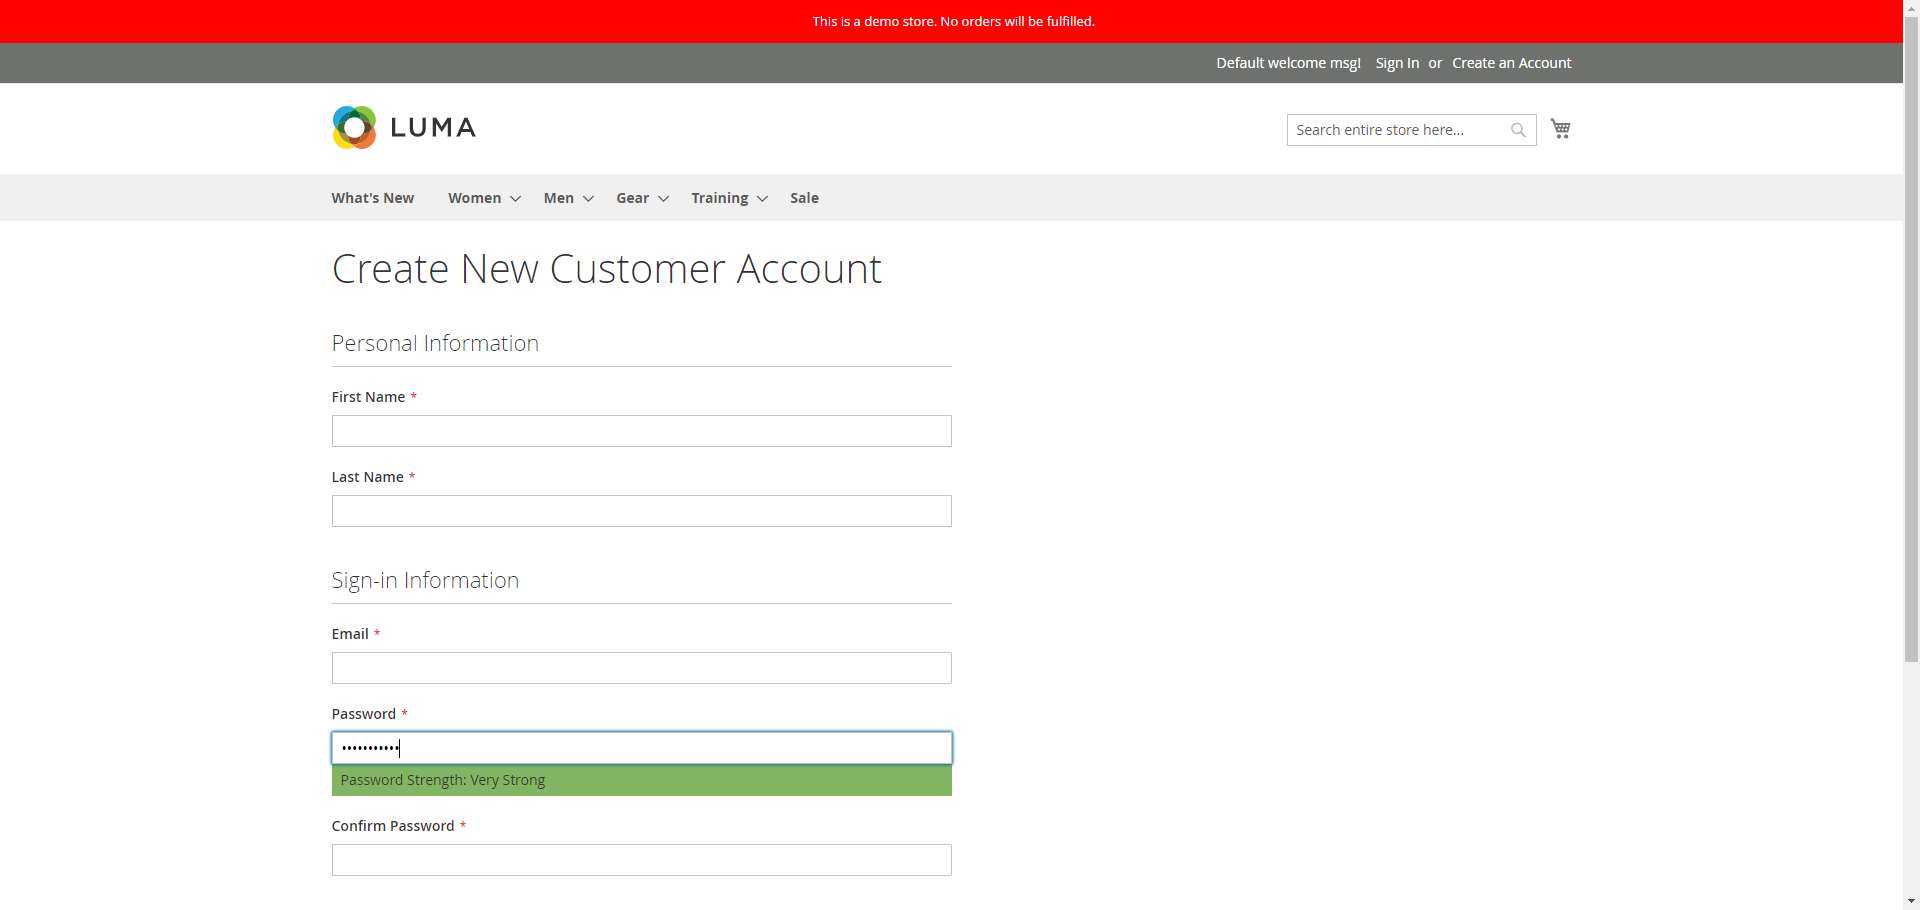 This is a demo store. No orders will be fulfilled.
Default welcome msg! Sign In or Create an Account
LUMA
Search entire store here...
What's New Women Men Gear Training Sale
Create New Customer Account
Personal Information
First Name *
Last Name *
Sign-in Information
Email *
Password *
•••••••••••
Password Strength: Very Strong
Confirm Password *